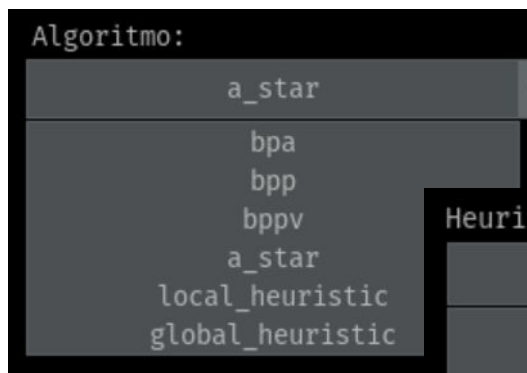 Algoritmo:
a_star
bpa
bpp
bppv
a_star
local_heuristic
global_heuristic